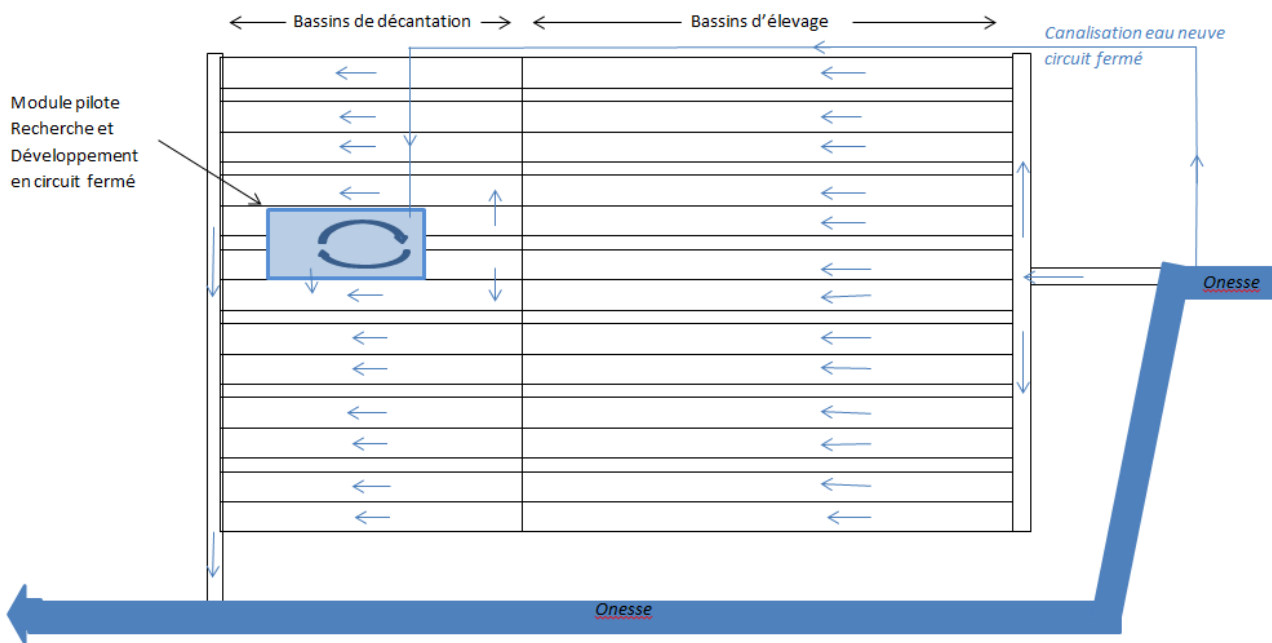 Bassins de décantation
Bassins d’élevage
Canalisation eau neuve
circuit fermé
Module pilote
Recherche et
Développement
en circuit fermé
Onesse
Onesse